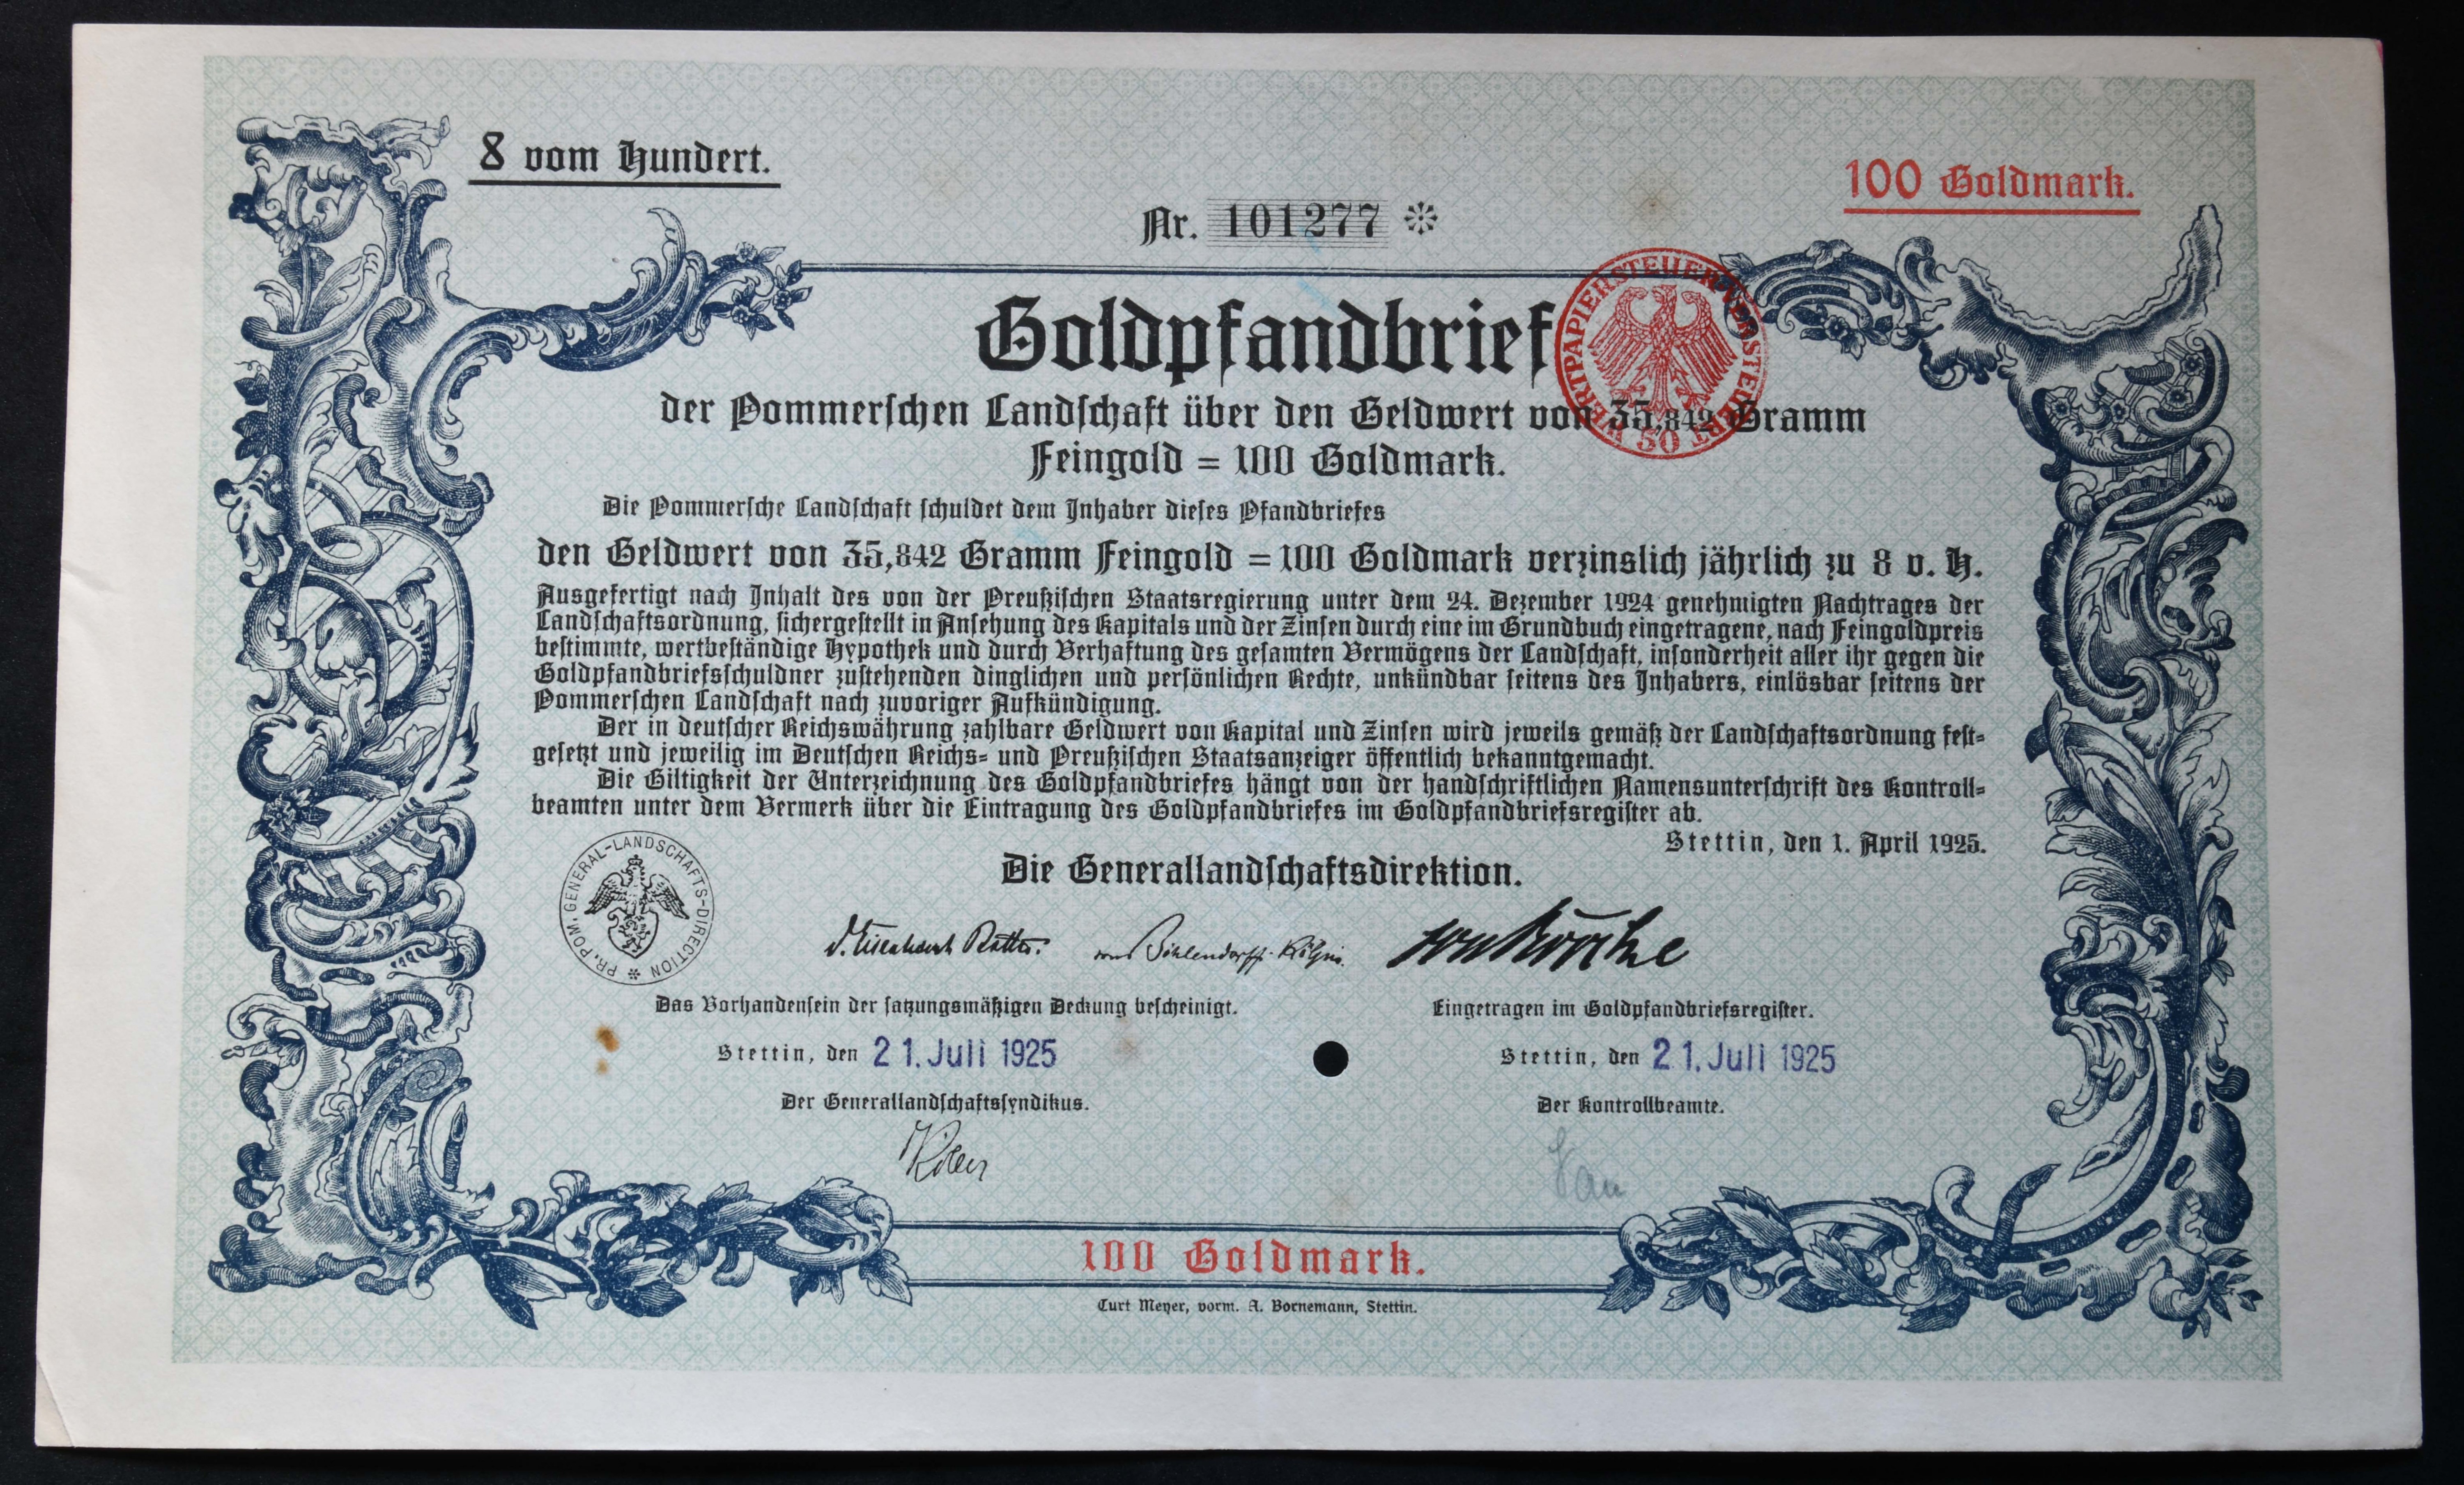 8 vom Hundert.
100 Goldmark.
Nr. 101277 ❊
Goldpfandbrief
WERTPAPIERSTEUER VERSTEUERT 50
der Pommerschen Landschaft über den Geldwert von 35,842 Gramm
Feingold = 100 Goldmark.
Die Pommersche Landschaft schuldet dem Inhaber dieses Pfandbriefes
den Geldwert von 35,842 Gramm Feingold = 100 Goldmark verzinslich jährlich zu 8 v. H.
Ausgefertigt nach Inhalt des von der Preußischen Staatsregierung unter dem 24. Dezember 1924 genehmigten Nachtrages der
Landschaftsordnung, sichergestellt in Ansehung des Kapitals und der Zinsen durch eine im Grundbuch eingetragene, nach Feingoldpreis
bestimmte, wertbeständige Hypothek und durch Verhaftung des gesamten Vermögens der Landschaft, insonderheit aller ihr gegen die
Goldpfandbriefsschuldner zustehenden dinglichen und persönlichen Rechte, unkündbar seitens des Inhabers, einlösbar seitens der
Pommerschen Landschaft nach zuvoriger Aufkündigung.
Der in deutscher Reichswährung zahlbare Geldwert von Kapital und Zinsen wird jeweils gemäß der Landschaftsordnung fest-
gesetzt und jeweilig im Deutschen Reichs- und Preußischen Staatsanzeiger öffentlich bekanntgemacht.
Die Giltigkeit der Unterzeichnung des Goldpfandbriefes hängt von der handschriftlichen Namensunterschrift des Kontroll-
beamten unter dem Vermerk über die Eintragung des Goldpfandbriefes im Goldpfandbriefsregister ab.
Stettin, den 1. April 1925.
Die Generallandschaftsdirektion.
PR. POM. GENERAL-LANDSCHAFTS-DIRECTION
v. Eisenhart Rothe. von
Das Vorhandensein der satzungsmäßigen Deckung bescheinigt.
Eingetragen im Goldpfandbriefsregister.
Stettin, den 21. Juli 1925
Stettin, den 21. Juli 1925
Der Generallandschaftssyndikus.
Der Kontrollbeamte.
100 Goldmark.
Curt Meyer, vorm. A. Bornemann, Stettin.